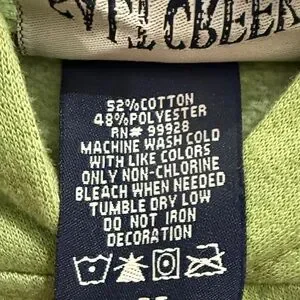 52%COTTON
48%POLYESTER
RN# 99928
MACHINE WASH COLD
WITH LIKE COLORS
ONLY NON-CHLORINE
BLEACH WHEN NEEDED
TUMBLE DRY LOW
DO NOT IRON
DECORATION